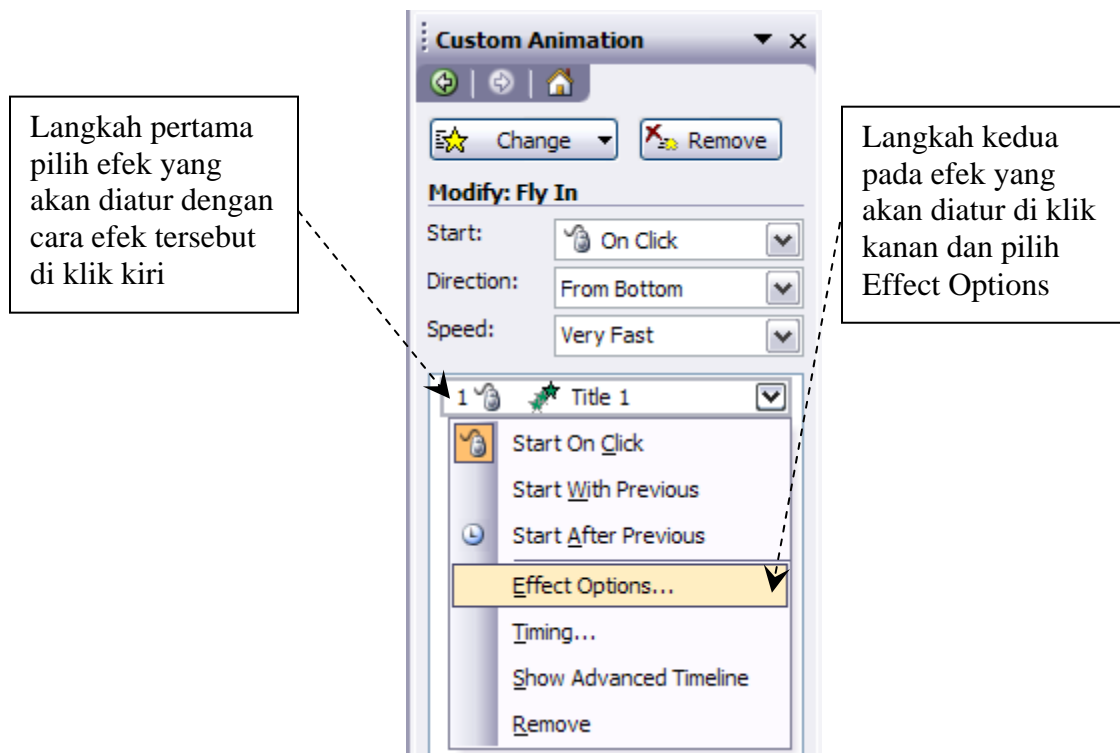 Custom Animation
Langkah pertama
pilih efek yang
akan diatur dengan
cara efek tersebut
di klik kiri
Change
Remove
Langkah kedua
pada efek yang
akan diatur di klik
kanan dan pilih
Effect Options
Modify: Fly In
Start: On Click
Direction: From Bottom
Speed: Very Fast
1 Title 1
Start On Click
Start With Previous
Start After Previous
Effect Options...
Timing...
Show Advanced Timeline
Remove